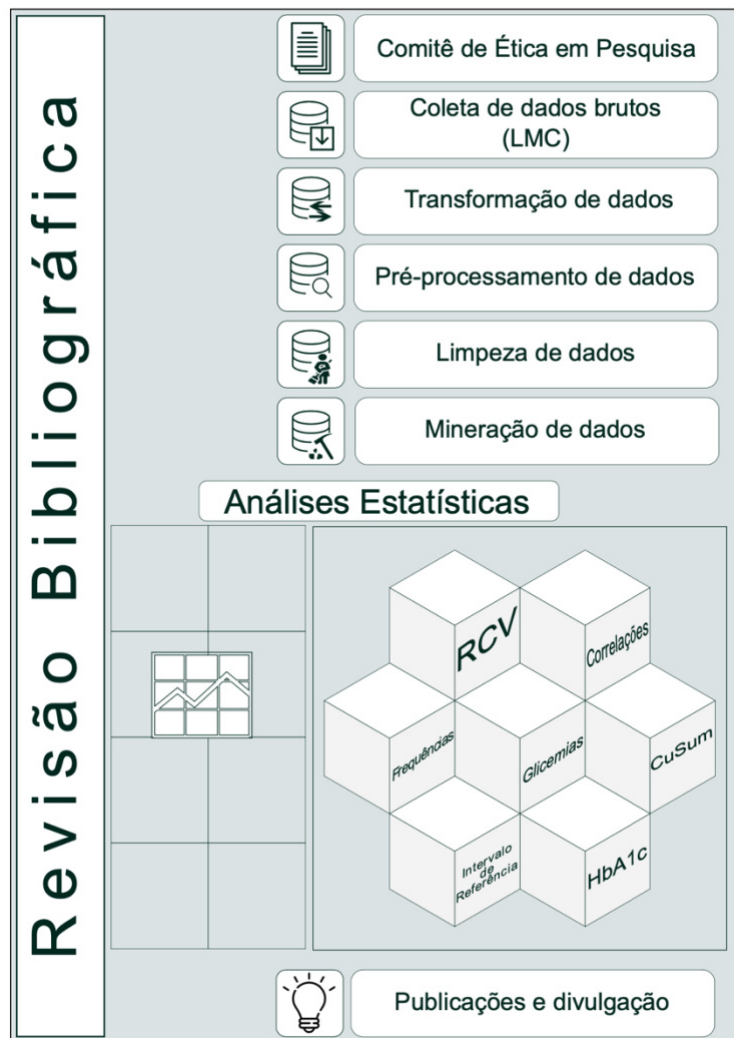 Revisão Bibliográfica
Comitê de Ética em Pesquisa
Coleta de dados brutos
(LMC)
Transformação de dados
Pré-processamento de dados
Limpeza de dados
Mineração de dados
Análises Estatísticas
RCV
Correlações
Frequências
Glicemias
CuSum
Intervalo
de
Referência
HbA1c
Publicações e divulgação